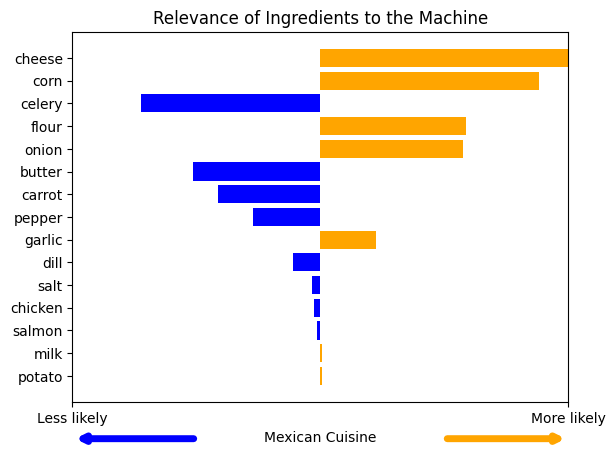 Relevance of Ingredients to the Machine
cheese
corn
celery
flour
onion
butter
carrot
pepper
garlic
dill
salt
chicken
salmon
milk
potato
Less likely
More likely
Mexican Cuisine